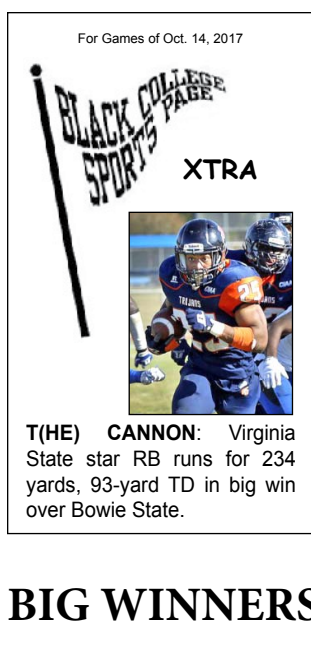 For Games of Oct. 14, 2017
BLACK COLLEGE
SPORTS PAGE
XTRA
TROJANS
CIAA
T(HE) CANNON: Virginia
State star RB runs for 234
yards, 93-yard TD in big win
over Bowie State.
BIG WINNERS